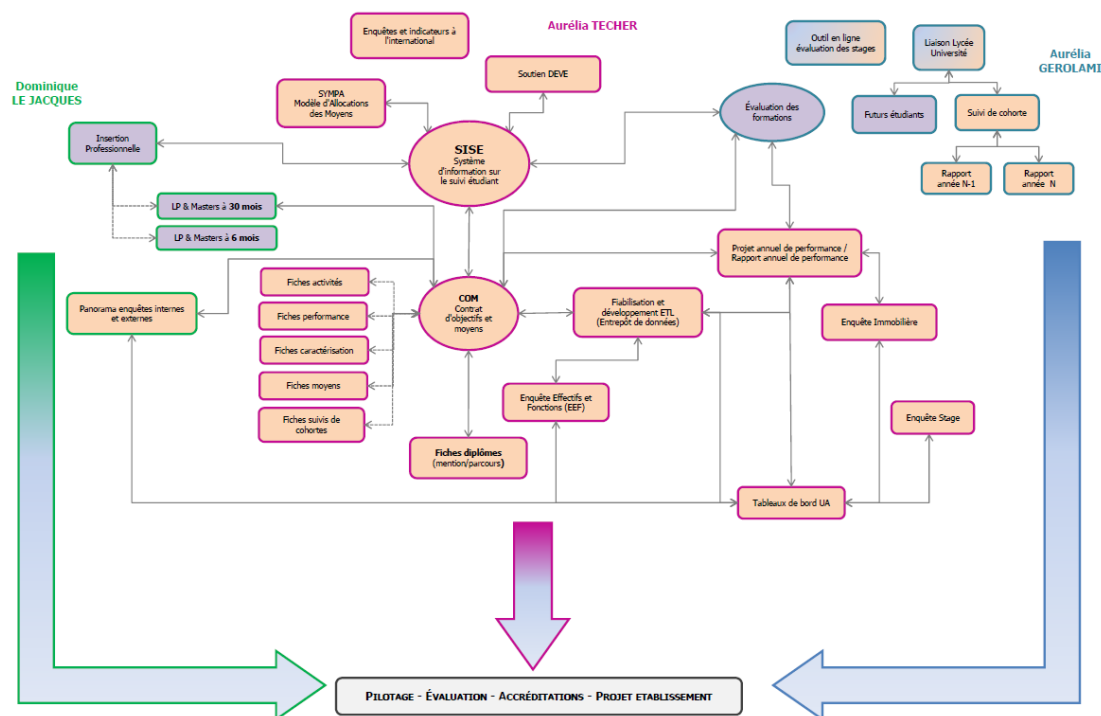 Aurélia TECHER
Enquêtes et indicateurs à
l'international
Outil en ligne
évaluation des stages
Liaison Lycée
Université
Aurélia
GEROLAMI
Dominique
LE JACQUES
SYMPA
Modèle d'Allocations
des Moyens
Soutien DEVE
Évaluation des
formations
Futurs étudiants
Suivi de cohorte
Insertion
Professionnelle
SISE
Système
d'information sur
le suivi étudiant
Rapport
année N-1
Rapport
année N
LP & Masters à 30 mois
LP & Masters à 6 mois
Projet annuel de performance /
Rapport annuel de performance
Panorama enquêtes internes
et externes
Fiches activités
Fiches performance
Fiches caractérisation
Fiches moyens
Fiches suivis de
cohortes
COM
Contrat
d'objectifs et
moyens
Fiabilisation et
développement ETL
(Entrepôt de données)
Enquête Immobilière
Enquête Effectifs et
Fonctions (EEF)
Enquête Stage
Fiches diplômes
(mention/parcours)
Tableaux de bord UA
PILOTAGE - ÉVALUATION - ACCRÉDITATIONS - PROJET ETABLISSEMENT